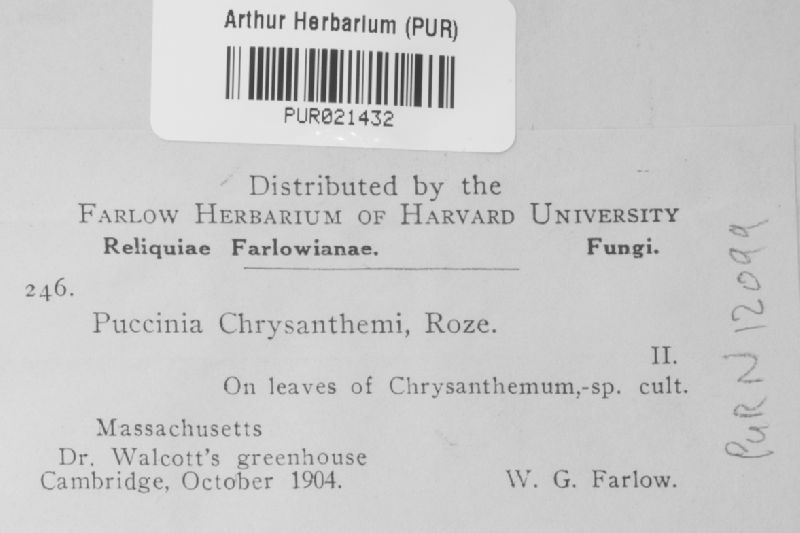 Arthur Herbarium (PUR)
PUR021432
Distributed by the
FARLOW HERBARIUM OF HARVARD UNIVERSITY
Reliquiae Farlowianae. Fungi.
246.
Puccinia Chrysanthemi, Roze.
II.
On leaves of Chrysanthemum,-sp. cult.
Massachusetts
Dr. Walcott's greenhouse
Cambridge, October 1904. W. G. Farlow.
PUR N12099